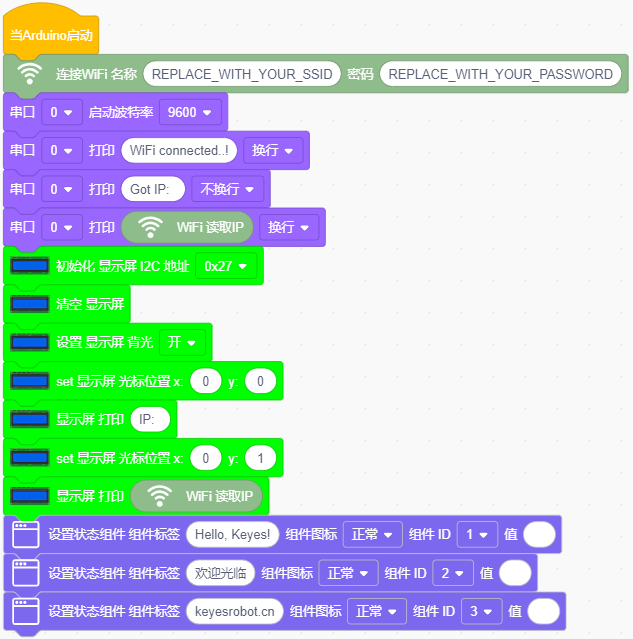 当Arduino启动
连接WiFi 名称 REPLACE_WITH_YOUR_SSID 密码 REPLACE_WITH_YOUR_PASSWORD
串口 0 启动波特率 9600
串口 0 打印 WiFi connected..! 换行
串口 0 打印 Got IP: 不换行
串口 0 打印 WiFi 读取IP 换行
初始化 显示屏 I2C 地址 0x27
清空 显示屏
设置 显示屏 背光 开
set 显示屏 光标位置 x: 0 y: 0
显示屏 打印 IP:
set 显示屏 光标位置 x: 0 y: 1
显示屏 打印 WiFi 读取IP
设置状态组件 组件标签 Hello, Keyes! 组件图标 正常 组件 ID 1 值
设置状态组件 组件标签 欢迎光临 组件图标 正常 组件 ID 2 值
设置状态组件 组件标签 keyesrobot.cn 组件图标 正常 组件 ID 3 值